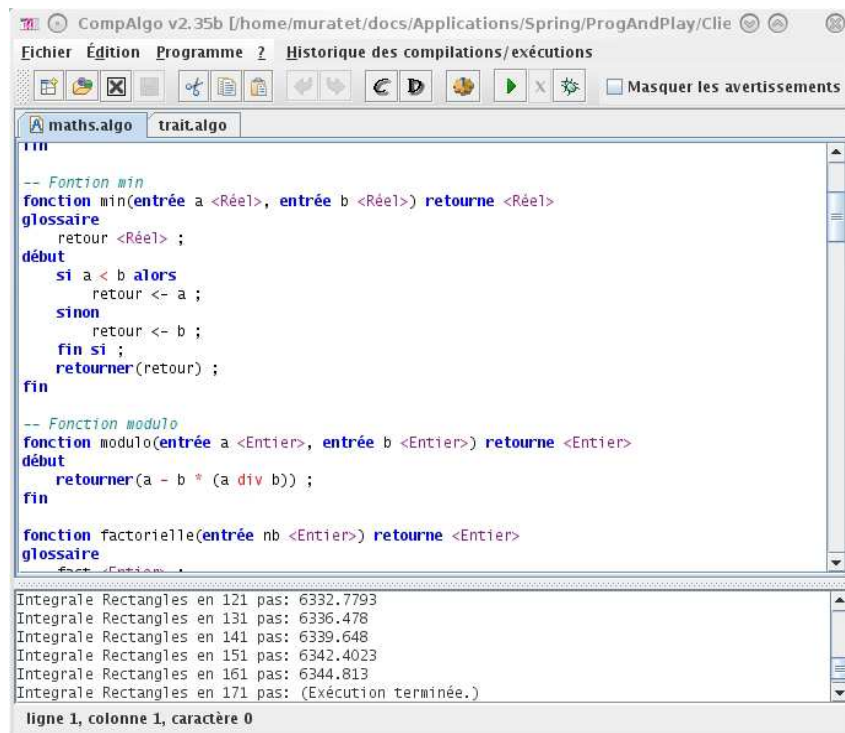 CompAlgo v2.35b [/home/muratet/docs/Applications/Spring/ProgAndPlay/Clie
Fichier Édition Programme ? Historique des compilations/exécutions
C D X Masquer les avertissements
maths.algo trait.algo
fin
-- Fontion min
fonction min(entrée a <Réel>, entrée b <Réel>) retourne <Réel>
glossaire
retour <Réel> ;
début
si a < b alors
retour <- a ;
sinon
retour <- b ;
fin si ;
retourner(retour) ;
fin
-- Fonction modulo
fonction modulo(entrée a <Entier>, entrée b <Entier>) retourne <Entier>
début
retourner(a - b * (a div b)) ;
fin
fonction factorielle(entrée nb <Entier>) retourne <Entier>
glossaire
fact <Entier> ;
Integrale Rectangles en 121 pas: 6332.7793
Integrale Rectangles en 131 pas: 6336.478
Integrale Rectangles en 141 pas: 6339.648
Integrale Rectangles en 151 pas: 6342.4023
Integrale Rectangles en 161 pas: 6344.813
Integrale Rectangles en 171 pas: (Exécution terminée.)
ligne 1, colonne 1, caractère 0